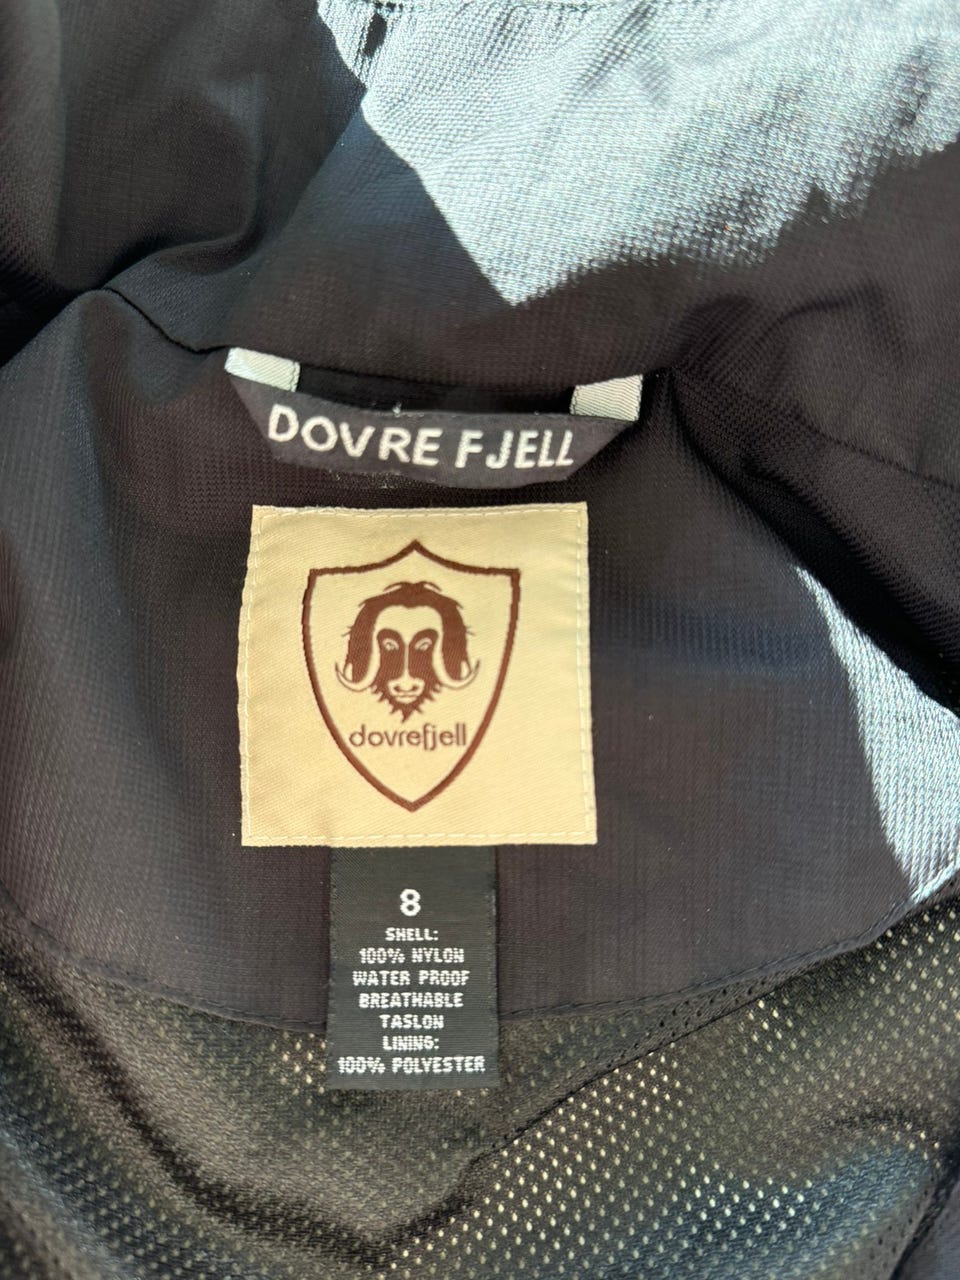 DOVRE FJELL
dovrefjell
8
SHELL:
100% NYLON
WATER PROOF
BREATHABLE
TASLON
LINING:
100% POLYESTER